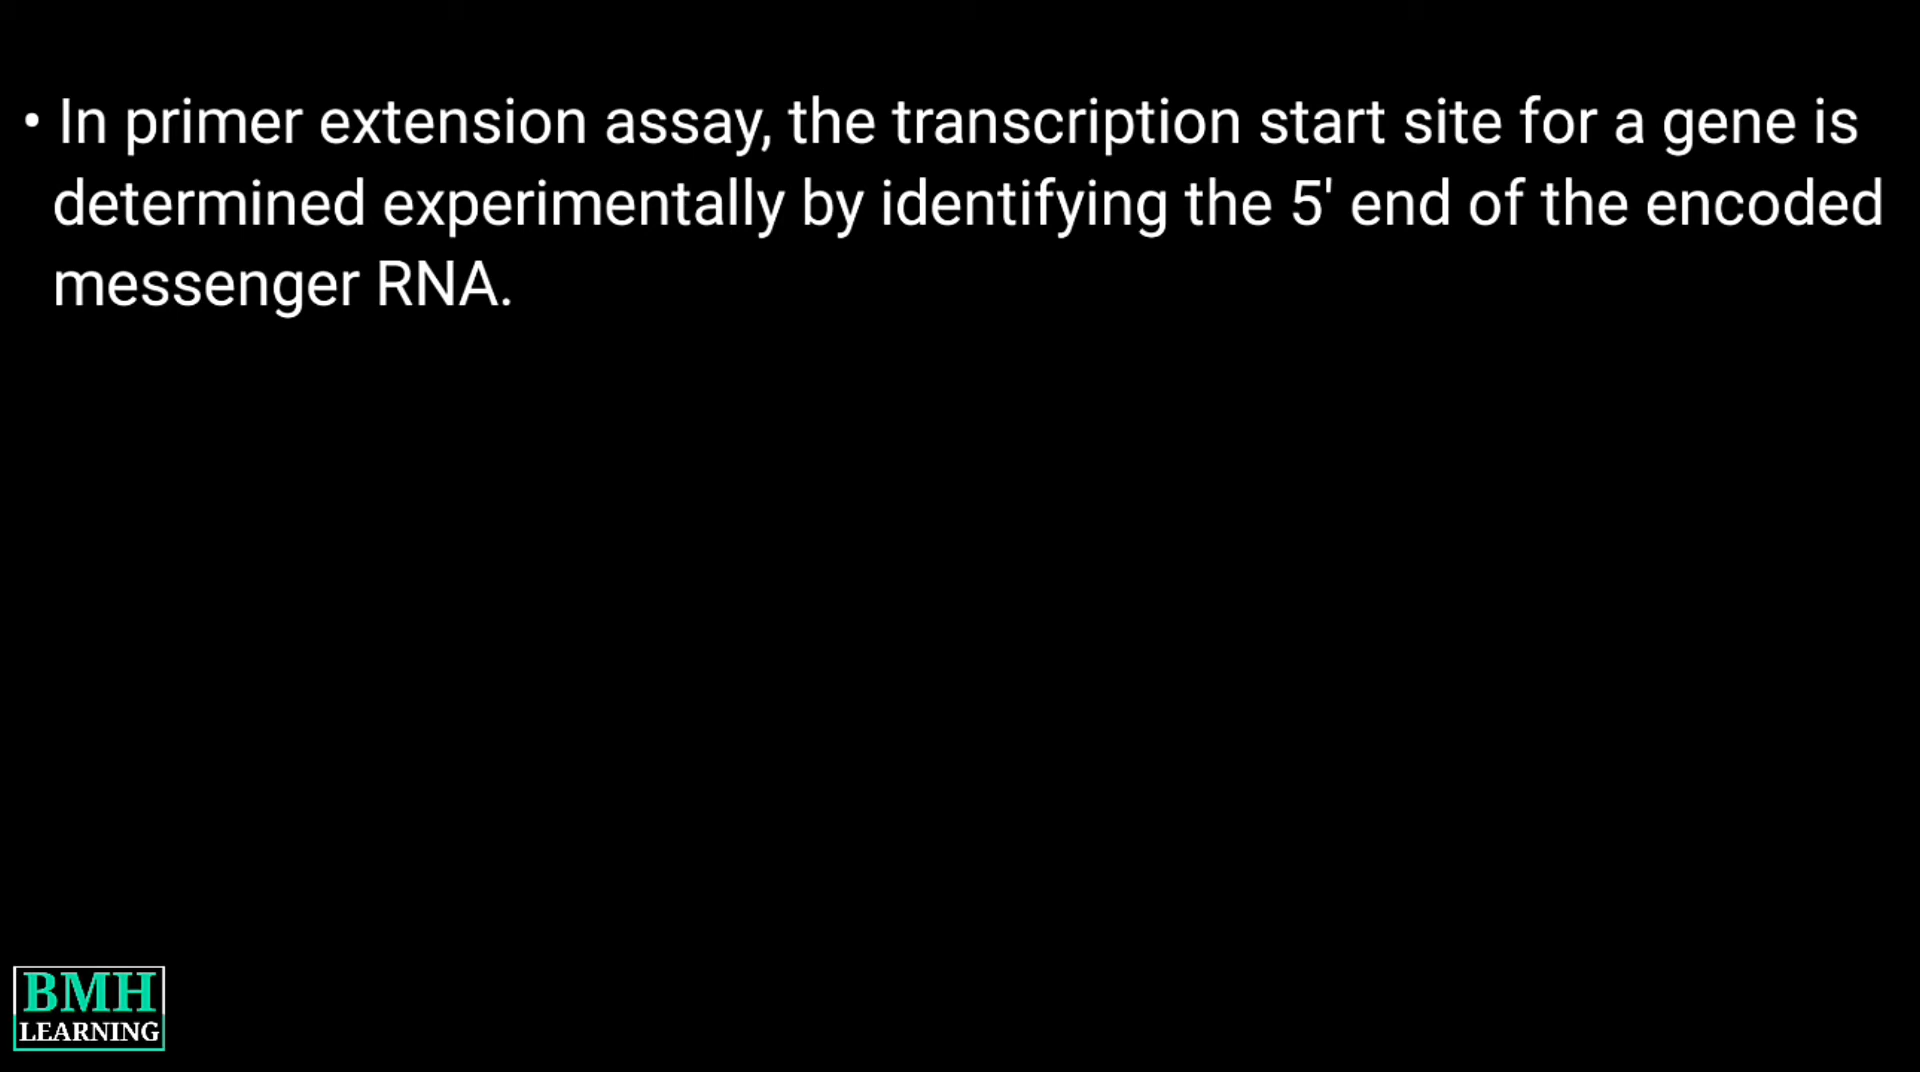 • In primer extension assay, the transcription start site for a gene is
determined experimentally by identifying the 5' end of the encoded
messenger RNA.
BMH
LEARNING